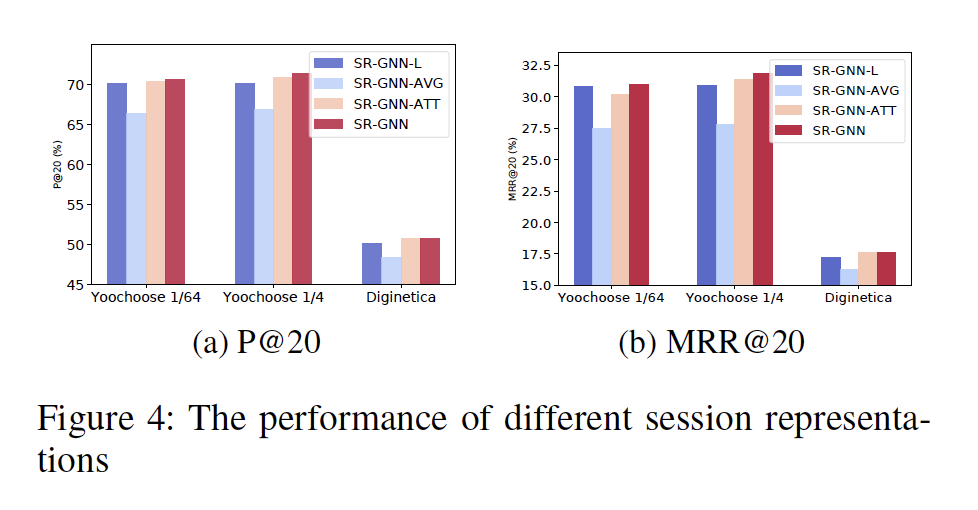 70
65
60
55
50
45
P@20 (%)
SR-GNN-L
SR-GNN-AVG
SR-GNN-ATT
SR-GNN
Yoochoose 1/64 Yoochoose 1/4 Diginetica
(a) P@20
32.5
30.0
27.5
25.0
22.5
20.0
17.5
15.0
MRR@20 (%)
SR-GNN-L
SR-GNN-AVG
SR-GNN-ATT
SR-GNN
Yoochoose 1/64 Yoochoose 1/4 Diginetica
(b) MRR@20
Figure 4: The performance of different session representa-
tions